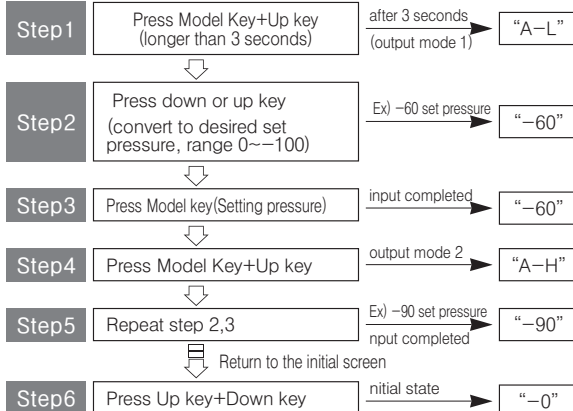 Step1
Press Model Key+Up key
(longer than 3 seconds)
after 3 seconds
(output mode 1)
“A−L”
Step2
Press down or up key
(convert to desired set
pressure, range 0~−100)
Ex) −60 set pressure
“−60”
Step3
Press Model key(Setting pressure)
input completed
“−60”
Step4
Press Model Key+Up key
output mode 2
“A−H”
Step5
Repeat step 2,3
Ex) −90 set pressure
nput completed
“−90”
Return to the initial screen
Step6
Press Up key+Down key
nitial state
“−0”